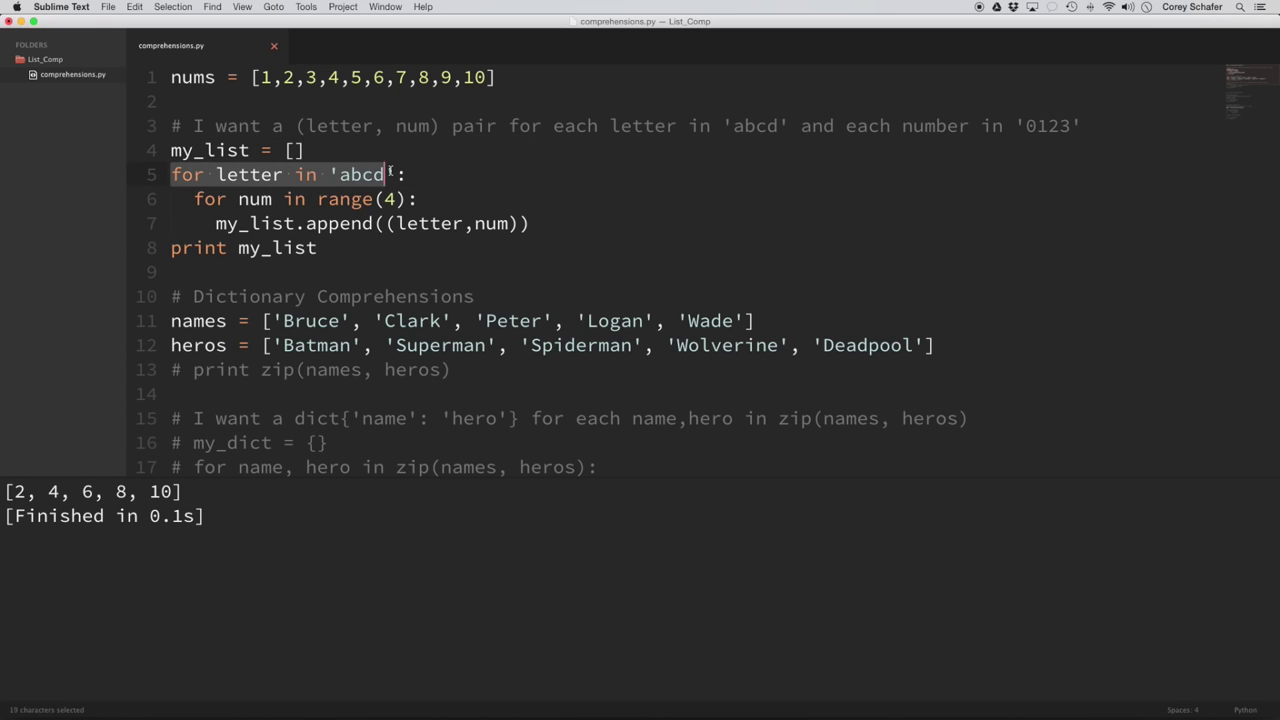 Sublime Text File Edit Selection Find View Goto Tools Project Window Help Corey Schafer
comprehensions.py — List_Comp
FOLDERS
List_Comp
comprehensions.py
comprehensions.py
1 nums = [1,2,3,4,5,6,7,8,9,10]
2
3 # I want a (letter, num) pair for each letter in 'abcd' and each number in '0123'
4 my_list = []
5 for letter in 'abcd':
6 for num in range(4):
7 my_list.append((letter,num))
8 print my_list
9
10 # Dictionary Comprehensions
11 names = ['Bruce', 'Clark', 'Peter', 'Logan', 'Wade']
12 heros = ['Batman', 'Superman', 'Spiderman', 'Wolverine', 'Deadpool']
13 # print zip(names, heros)
14
15 # I want a dict{'name': 'hero'} for each name,hero in zip(names, heros)
16 # my_dict = {}
17 # for name, hero in zip(names, heros):
[2, 4, 6, 8, 10]
[Finished in 0.1s]
19 characters selected Spaces: 4 Python